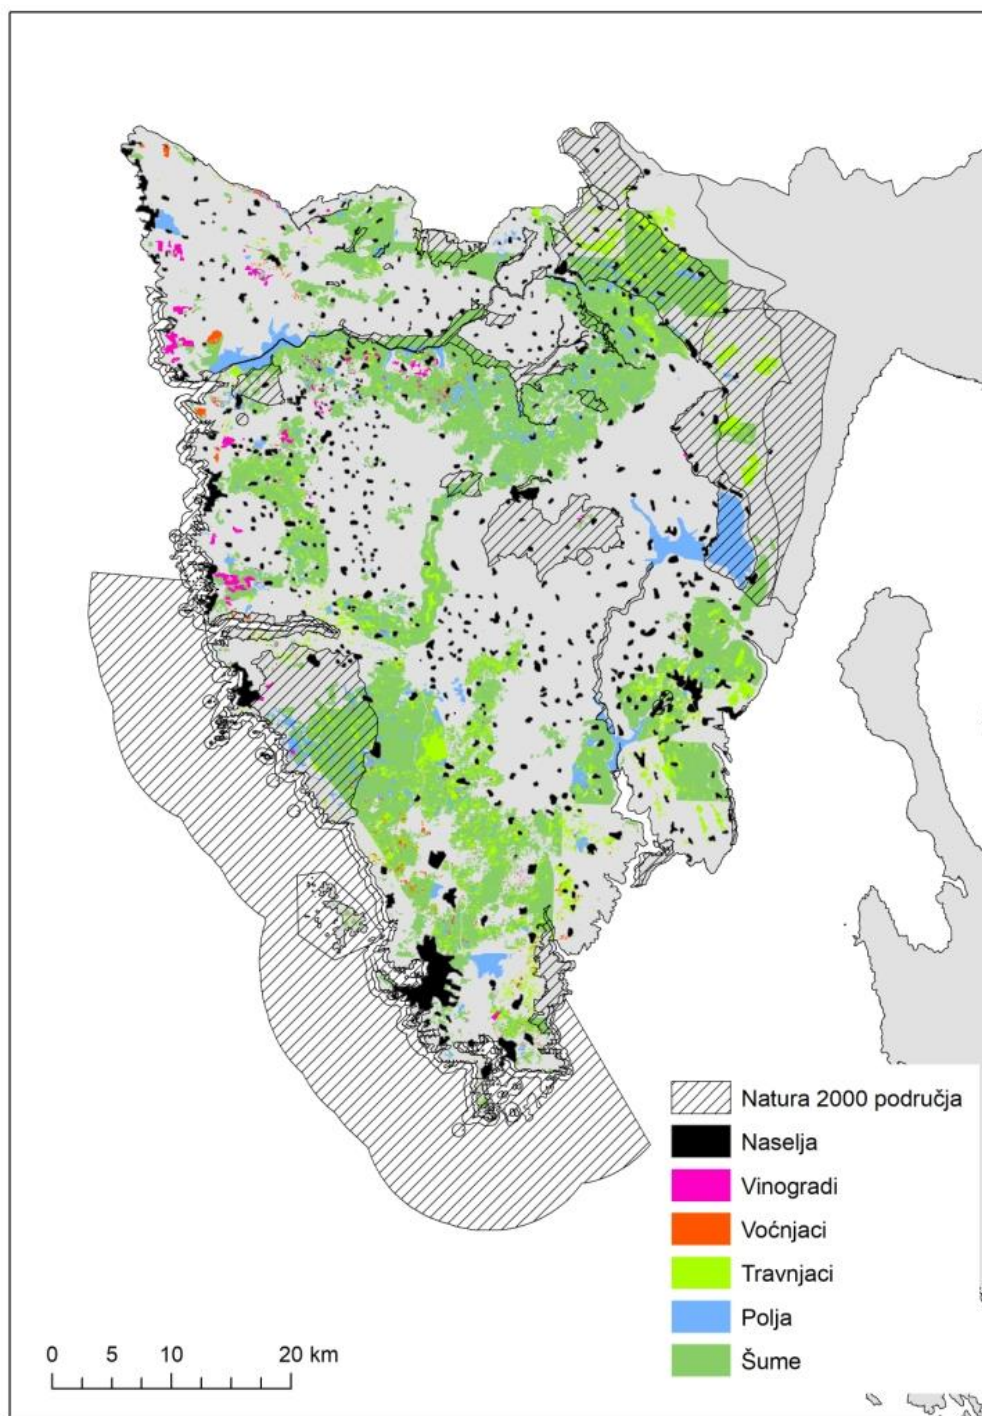 Natura 2000 područja
Naselja
Vinogradi
Voćnjaci
Travnjaci
Polja
Šume
0 5 10 20 km